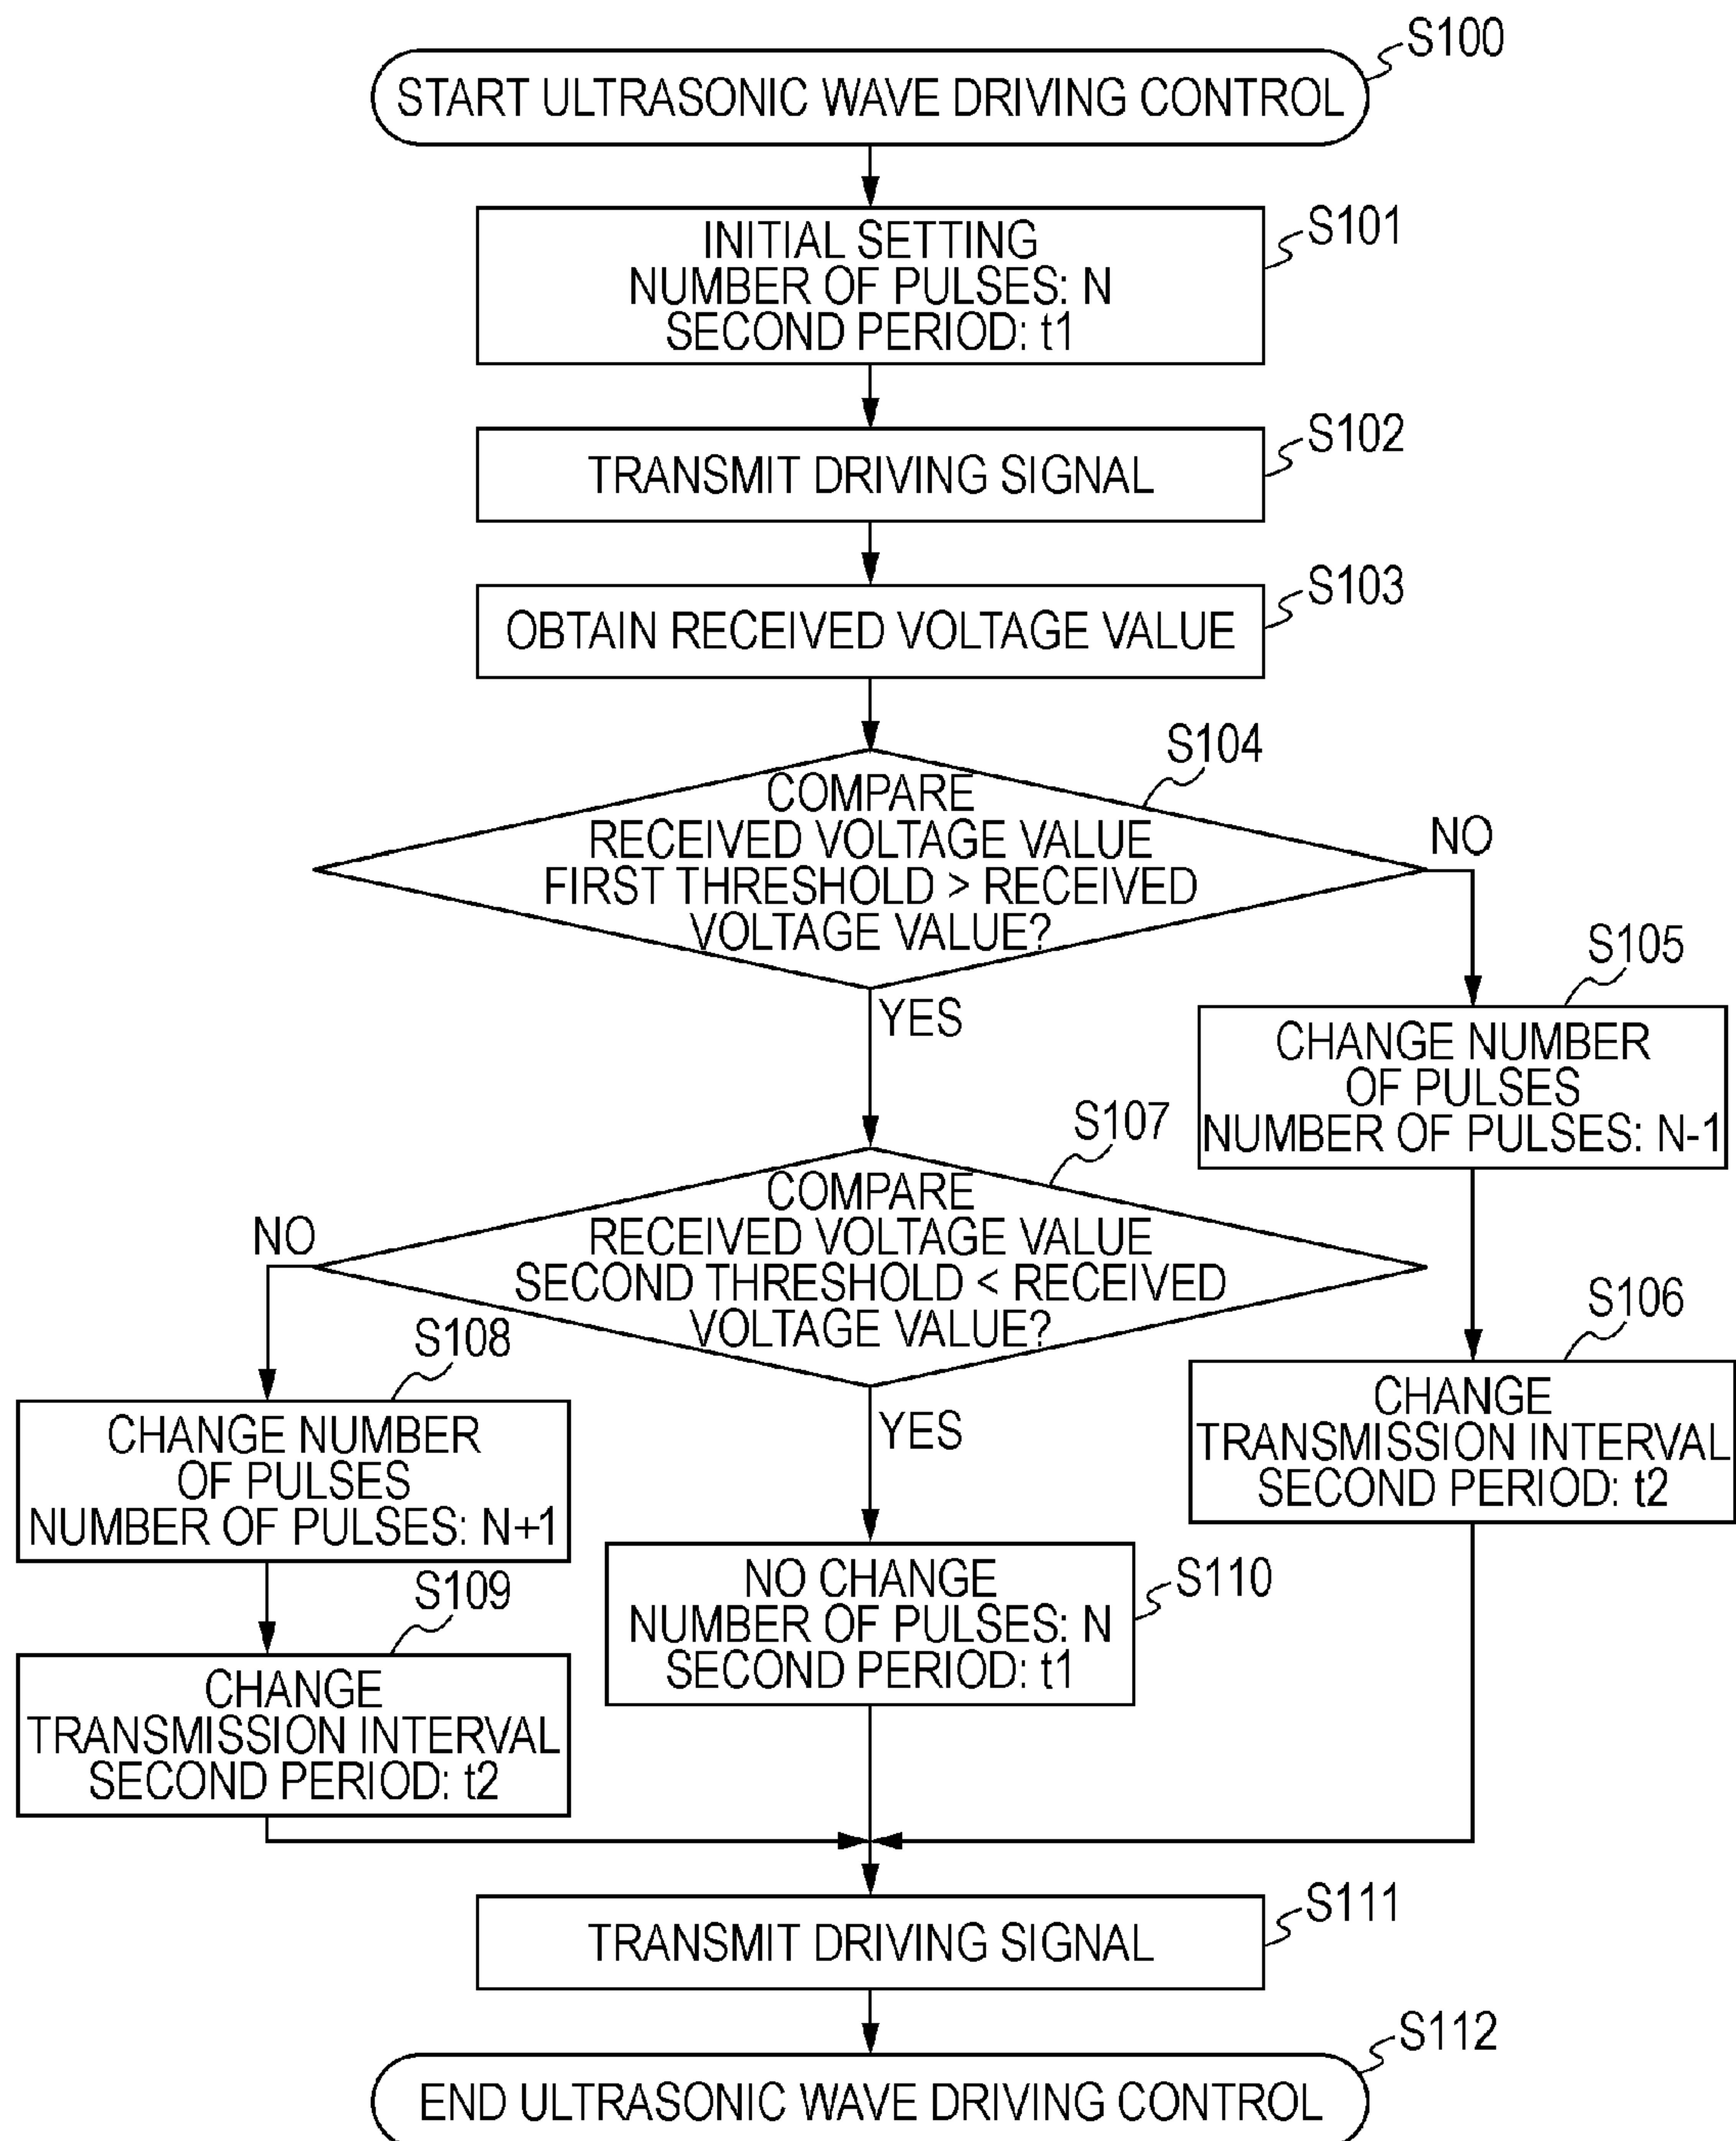 S100
START ULTRASONIC WAVE DRIVING CONTROL
S101
INITIAL SETTING
NUMBER OF PULSES: N
SECOND PERIOD: t1
S102
TRANSMIT DRIVING SIGNAL
S103
OBTAIN RECEIVED VOLTAGE VALUE
S104
COMPARE
RECEIVED VOLTAGE VALUE
FIRST THRESHOLD > RECEIVED
VOLTAGE VALUE?
NO
YES
S105
CHANGE NUMBER
OF PULSES
NUMBER OF PULSES: N-1
S106
CHANGE
TRANSMISSION INTERVAL
SECOND PERIOD: t2
S107
COMPARE
RECEIVED VOLTAGE VALUE
SECOND THRESHOLD < RECEIVED
VOLTAGE VALUE?
NO
YES
S108
CHANGE NUMBER
OF PULSES
NUMBER OF PULSES: N+1
S109
CHANGE
TRANSMISSION INTERVAL
SECOND PERIOD: t2
S110
NO CHANGE
NUMBER OF PULSES: N
SECOND PERIOD: t1
S111
TRANSMIT DRIVING SIGNAL
S112
END ULTRASONIC WAVE DRIVING CONTROL